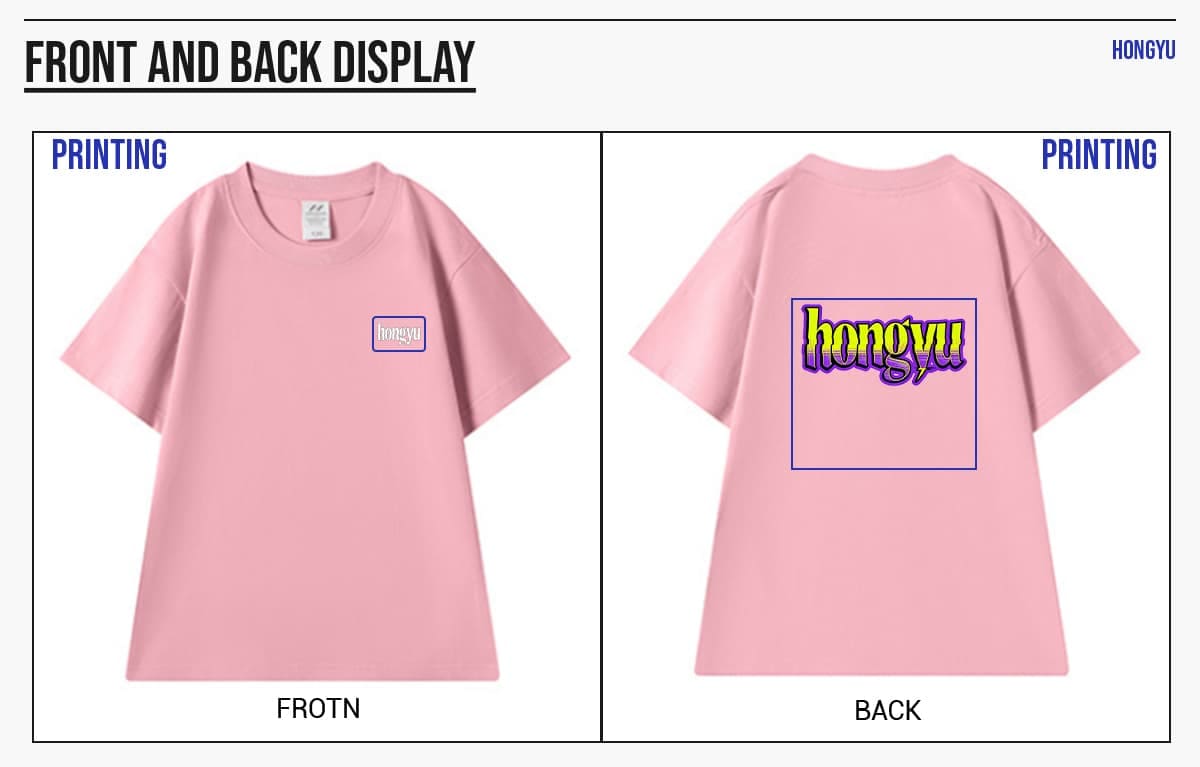 FRONT AND BACK DISPLAY
HONGYU
PRINTING
PRINTING
hongyu
hongyu
FROTN
BACK